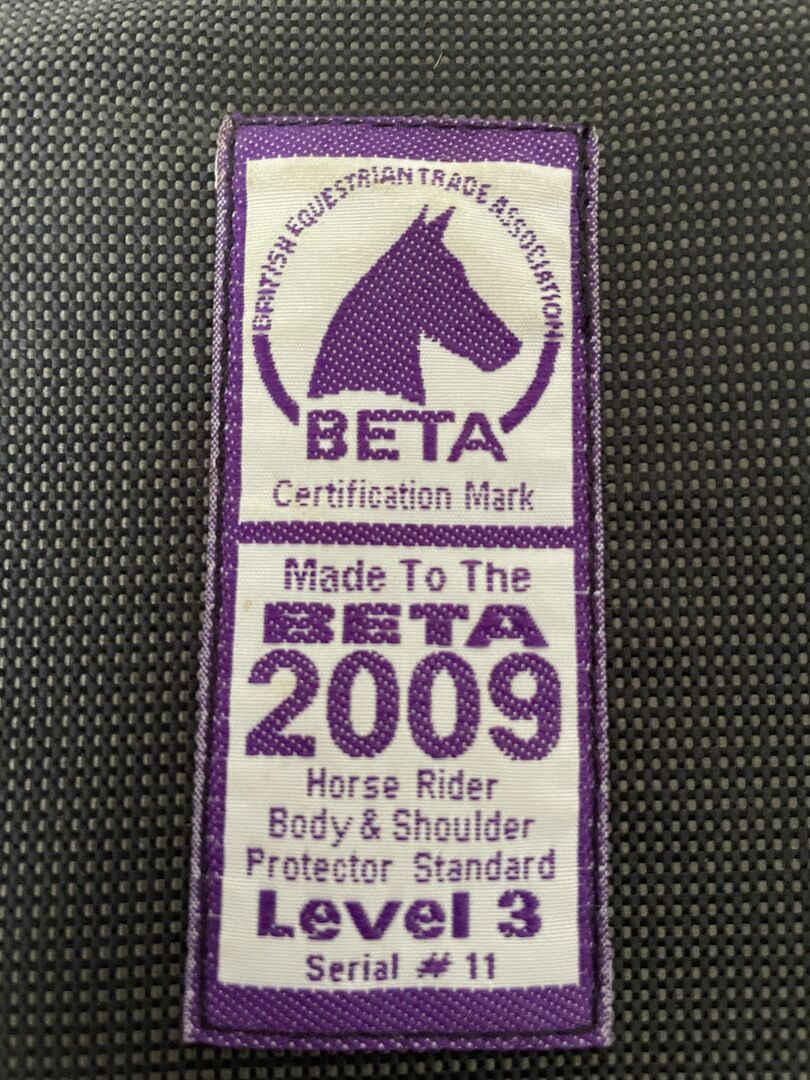 BRITISH EQUESTRIAN TRADE ASSOCIATION
BETA
Certification Mark
Made To The
BETA
2009
Horse Rider
Body & Shoulder
Protector Standard
Level 3
Serial # 11